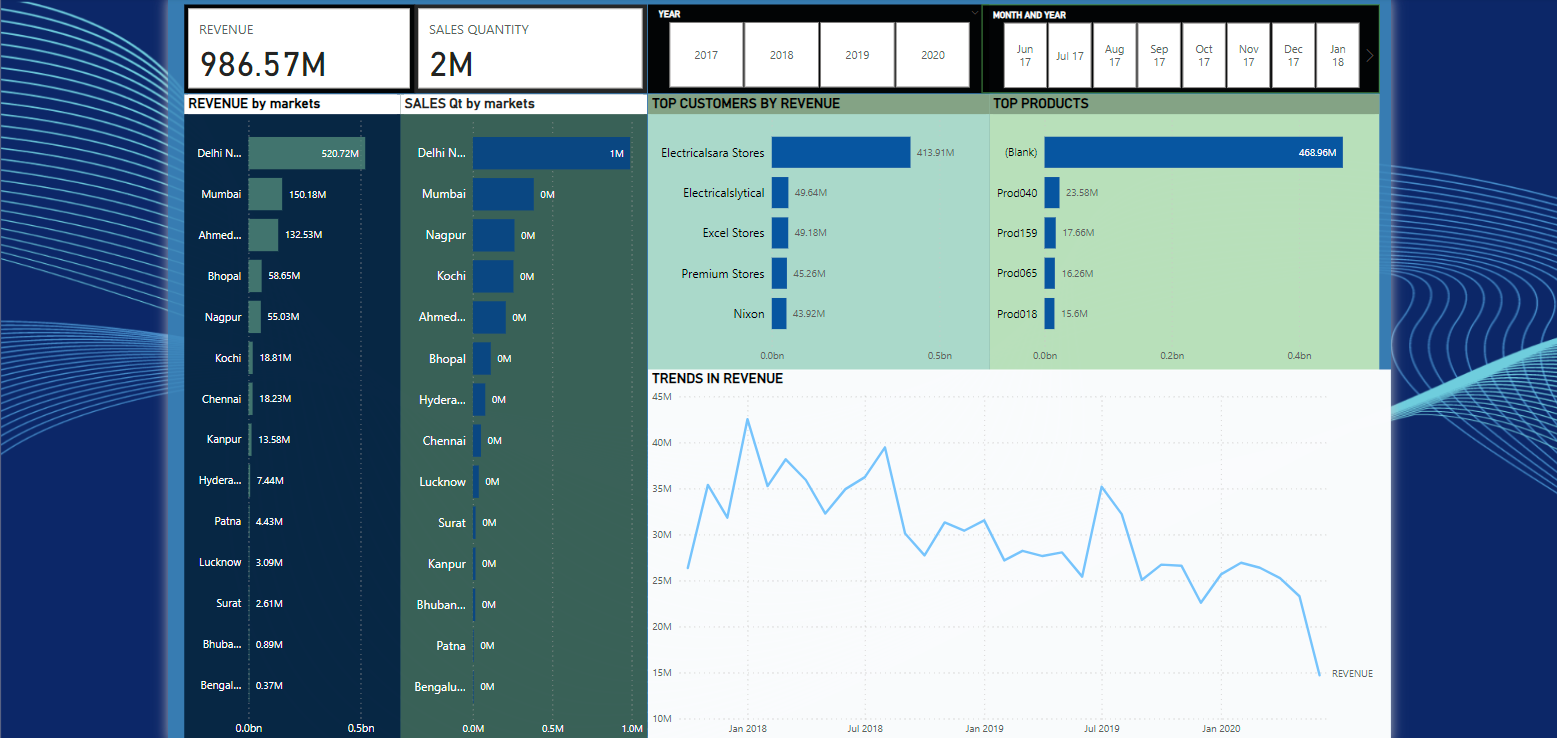 REVENUE
986.57M
SALES QUANTITY
2M
YEAR
2017
2018
2019
2020
MONTH AND YEAR
Jun
17
Jul 17
Aug
17
Sep
17
Oct
17
Nov
17
Dec
17
Jan
18
REVENUE by markets
Delhi N... 520.72M
Mumbai 150.18M
Ahmed... 132.53M
Bhopal 58.65M
Nagpur 55.03M
Kochi 18.81M
Chennai 18.23M
Kanpur 13.58M
Hydera... 7.44M
Patna 4.43M
Lucknow 3.09M
Surat 2.61M
Bhuba... 0.89M
Bengal... 0.37M
0.0bn 0.5bn
SALES Qt by markets
Delhi N... 1M
Mumbai 0M
Nagpur 0M
Kochi 0M
Ahmed... 0M
Bhopal 0M
Hydera... 0M
Chennai 0M
Lucknow 0M
Surat 0M
Kanpur 0M
Bhuban... 0M
Patna 0M
Bengalu... 0M
0.0M 0.5M 1.0M
TOP CUSTOMERS BY REVENUE
Electricalsara Stores 413.91M
Electricalslytical 49.64M
Excel Stores 49.18M
Premium Stores 45.26M
Nixon 43.92M
0.0bn 0.5bn
TOP PRODUCTS
(Blank) 468.96M
Prod040 23.58M
Prod159 17.66M
Prod065 16.26M
Prod018 15.6M
0.0bn 0.2bn 0.4bn
TRENDS IN REVENUE
45M
40M
35M
30M
25M
20M
15M
10M
REVENUE
Jan 2018 Jul 2018 Jan 2019 Jul 2019 Jan 2020